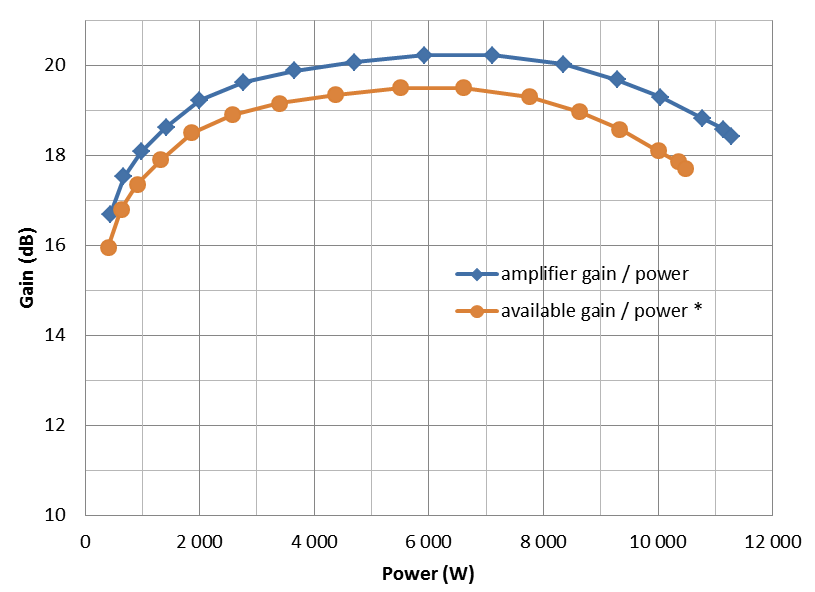 20
18
16
14
12
10
Gain (dB)
amplifier gain / power
available gain / power *
0 2 000 4 000 6 000 8 000 10 000 12 000
Power (W)